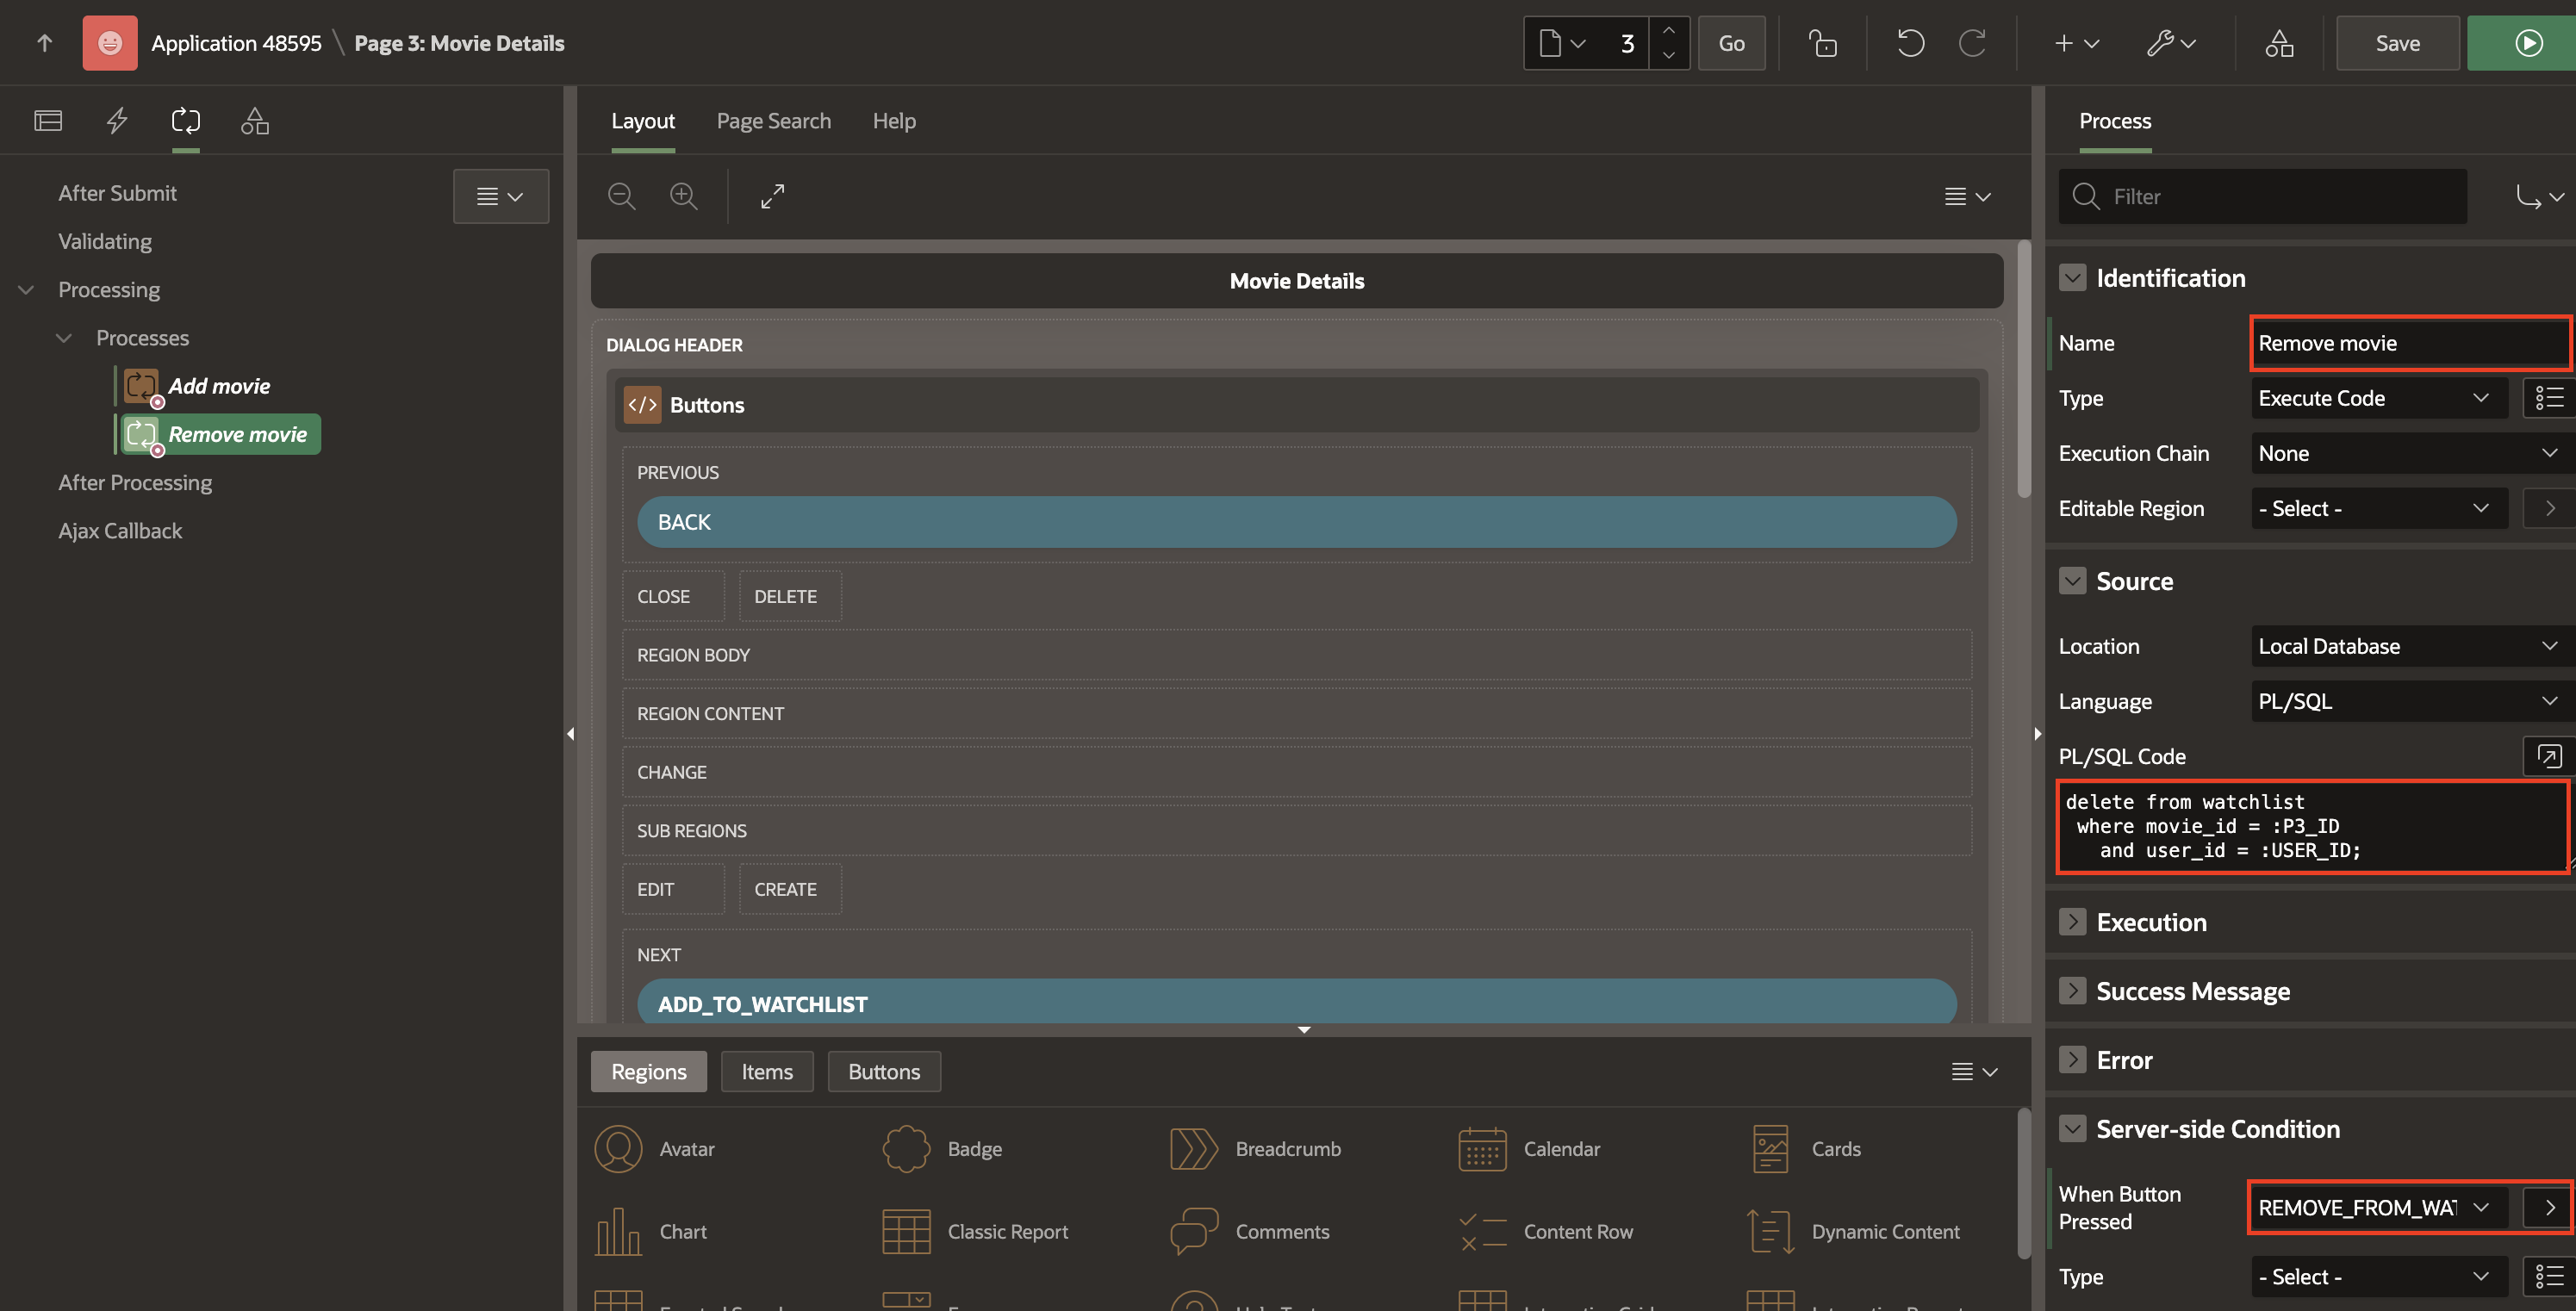 Application 48595 \ Page 3: Movie Details
3
Go
Save
After Submit
Validating
Processing
Processes
Add movie
Remove movie
After Processing
Ajax Callback
Layout
Page Search
Help
Movie Details
DIALOG HEADER
Buttons
PREVIOUS
BACK
CLOSE
DELETE
REGION BODY
REGION CONTENT
CHANGE
SUB REGIONS
EDIT
CREATE
NEXT
ADD_TO_WATCHLIST
Regions
Items
Buttons
Avatar
Badge
Breadcrumb
Calendar
Cards
Chart
Classic Report
Comments
Content Row
Dynamic Content
Process
Filter
Identification
Name
Remove movie
Type
Execute Code
Execution Chain
None
Editable Region
- Select -
Source
Location
Local Database
Language
PL/SQL
PL/SQL Code
delete from watchlist
where movie_id = :P3_ID
and user_id = :USER_ID;
Execution
Success Message
Error
Server-side Condition
When Button
Pressed
REMOVE_FROM_WAT
Type
- Select -